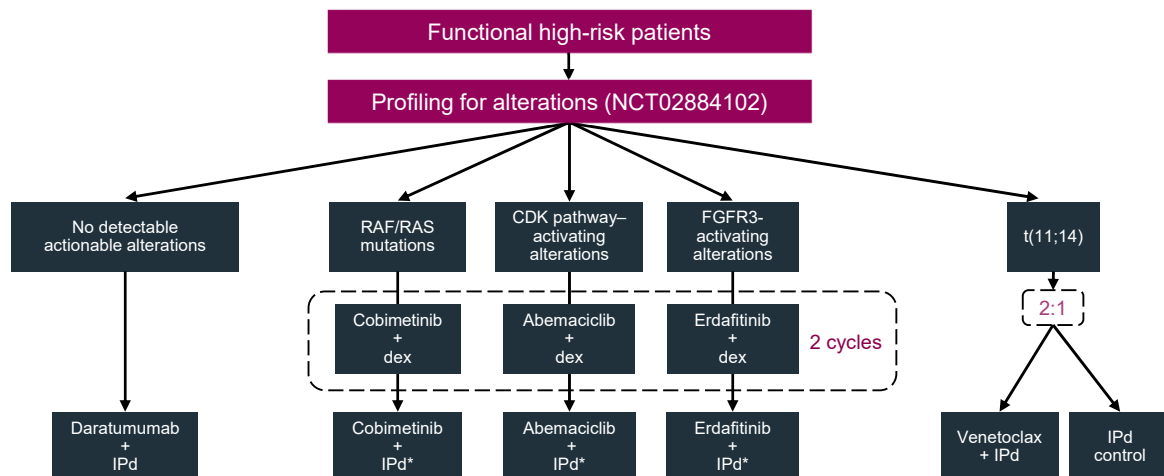 Functional high-risk patients
Profiling for alterations (NCT02884102)
No detectable
actionable alterations
RAF/RAS
mutations
CDK pathway–
activating
alterations
FGFR3-
activating
alterations
t(11;14)
Cobimetinib
+
dex
Abemaciclib
+
dex
Erdafitinib
+
dex
2 cycles
2:1
Daratumumab
+
IPd
Cobimetinib
+
IPd*
Abemaciclib
+
IPd*
Erdafitinib
+
IPd*
Venetoclax
+ IPd
IPd
control